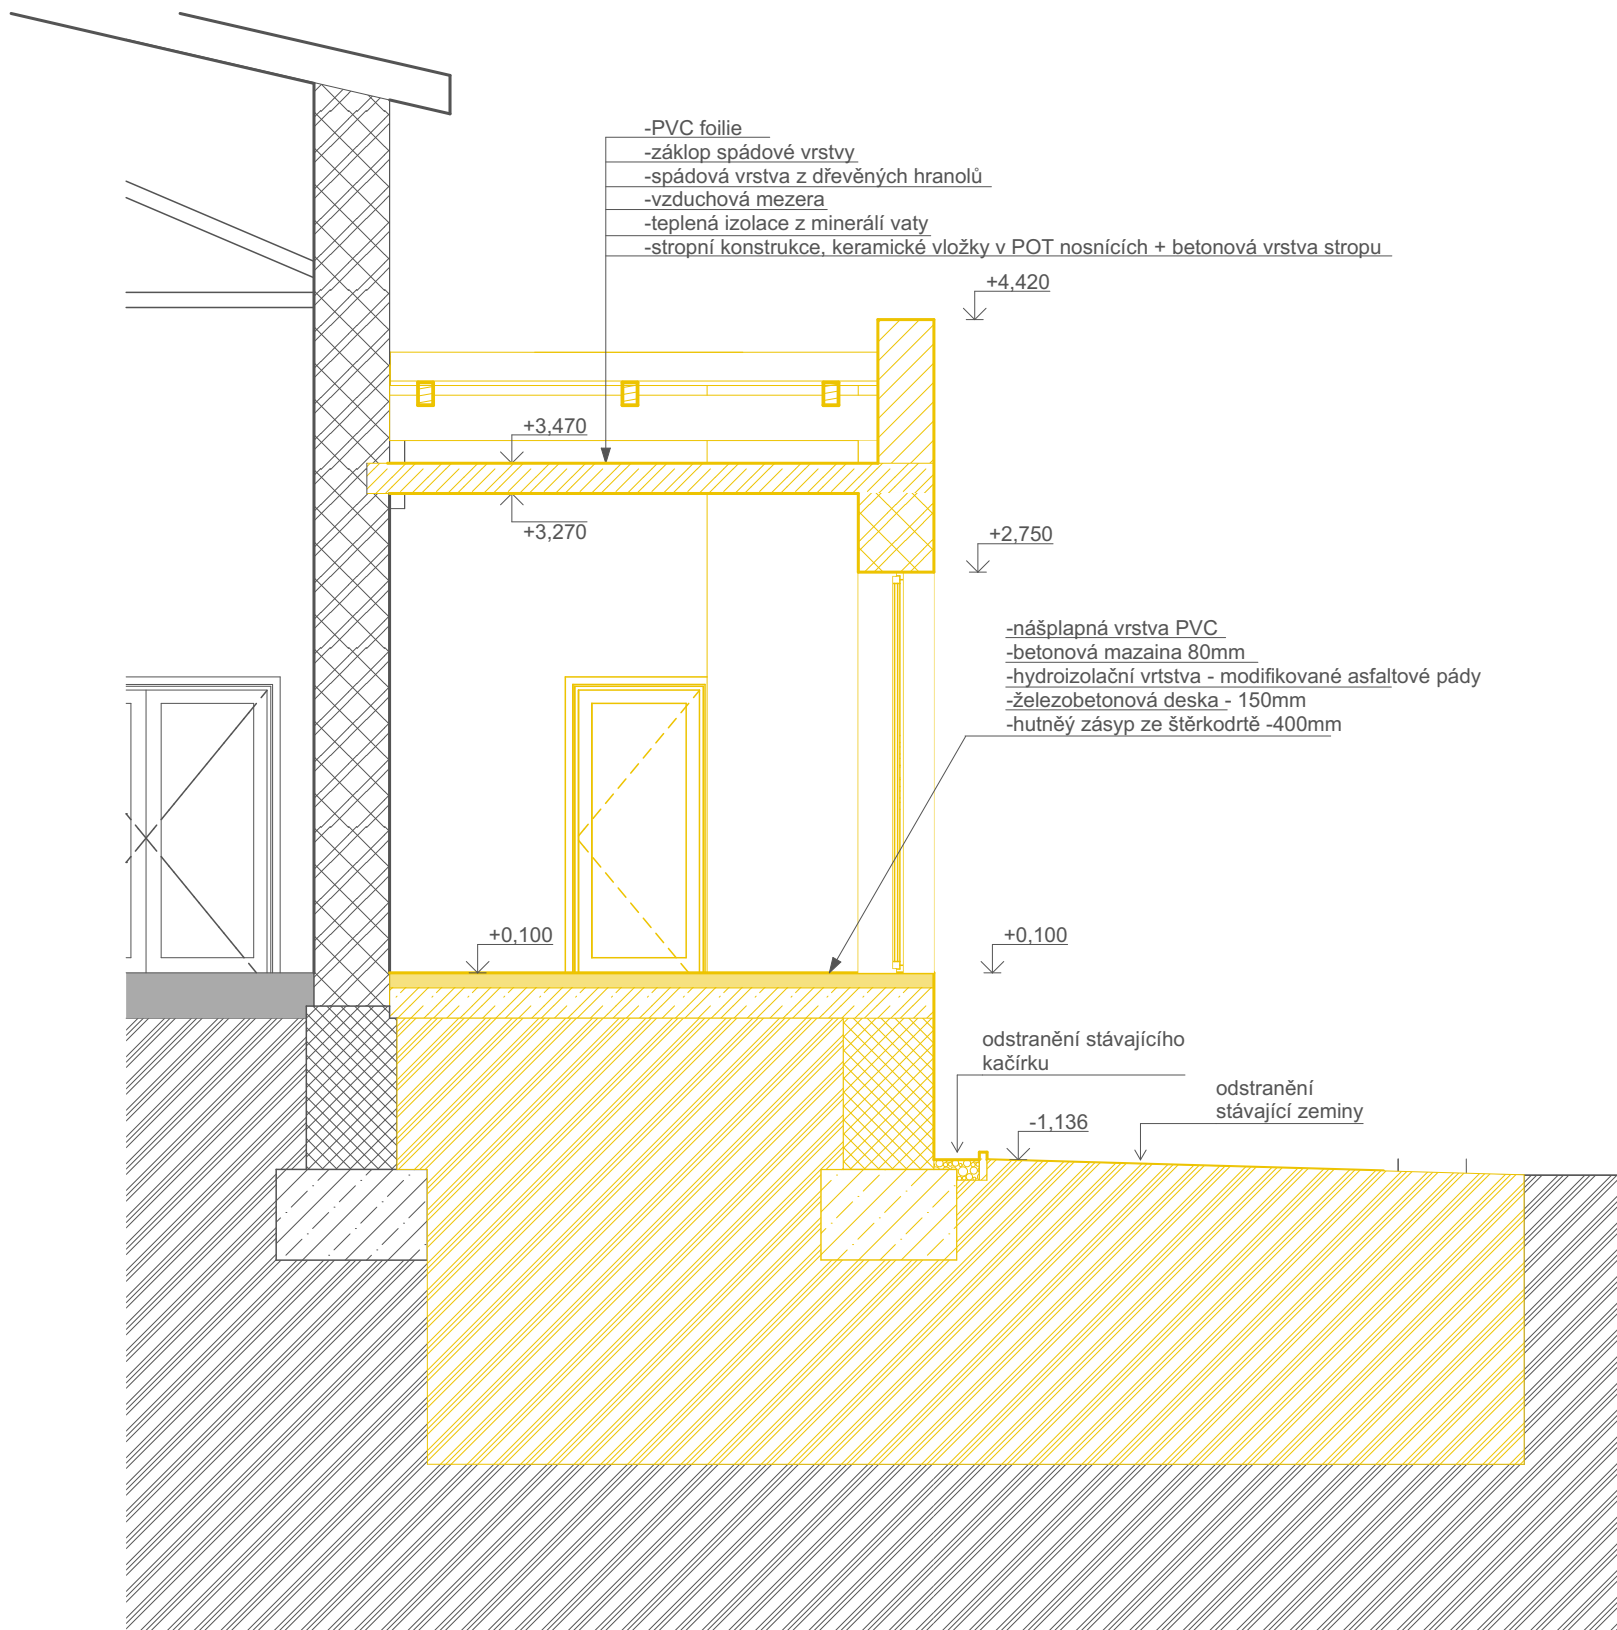 -PVC foilie
-záklop spádové vrstvy
-spádová vrstva z dřevěných hranolů
-vzduchová mezera
-teplená izolace z minerálí vaty
-stropní konstrukce, keramické vložky v POT nosnících + betonová vrstva stropu
+4,420
+3,470
+3,270
+2,750
-nášplapná vrstva PVC
-betonová mazaina 80mm
-hydroizolační vrtstva - modifikované asfaltové pády
-železobetonová deska - 150mm
-hutněý zásyp ze štěrkodrtě -400mm
+0,100
+0,100
odstranění stávajícího
kačírku
odstranění
stávající zeminy
-1,136